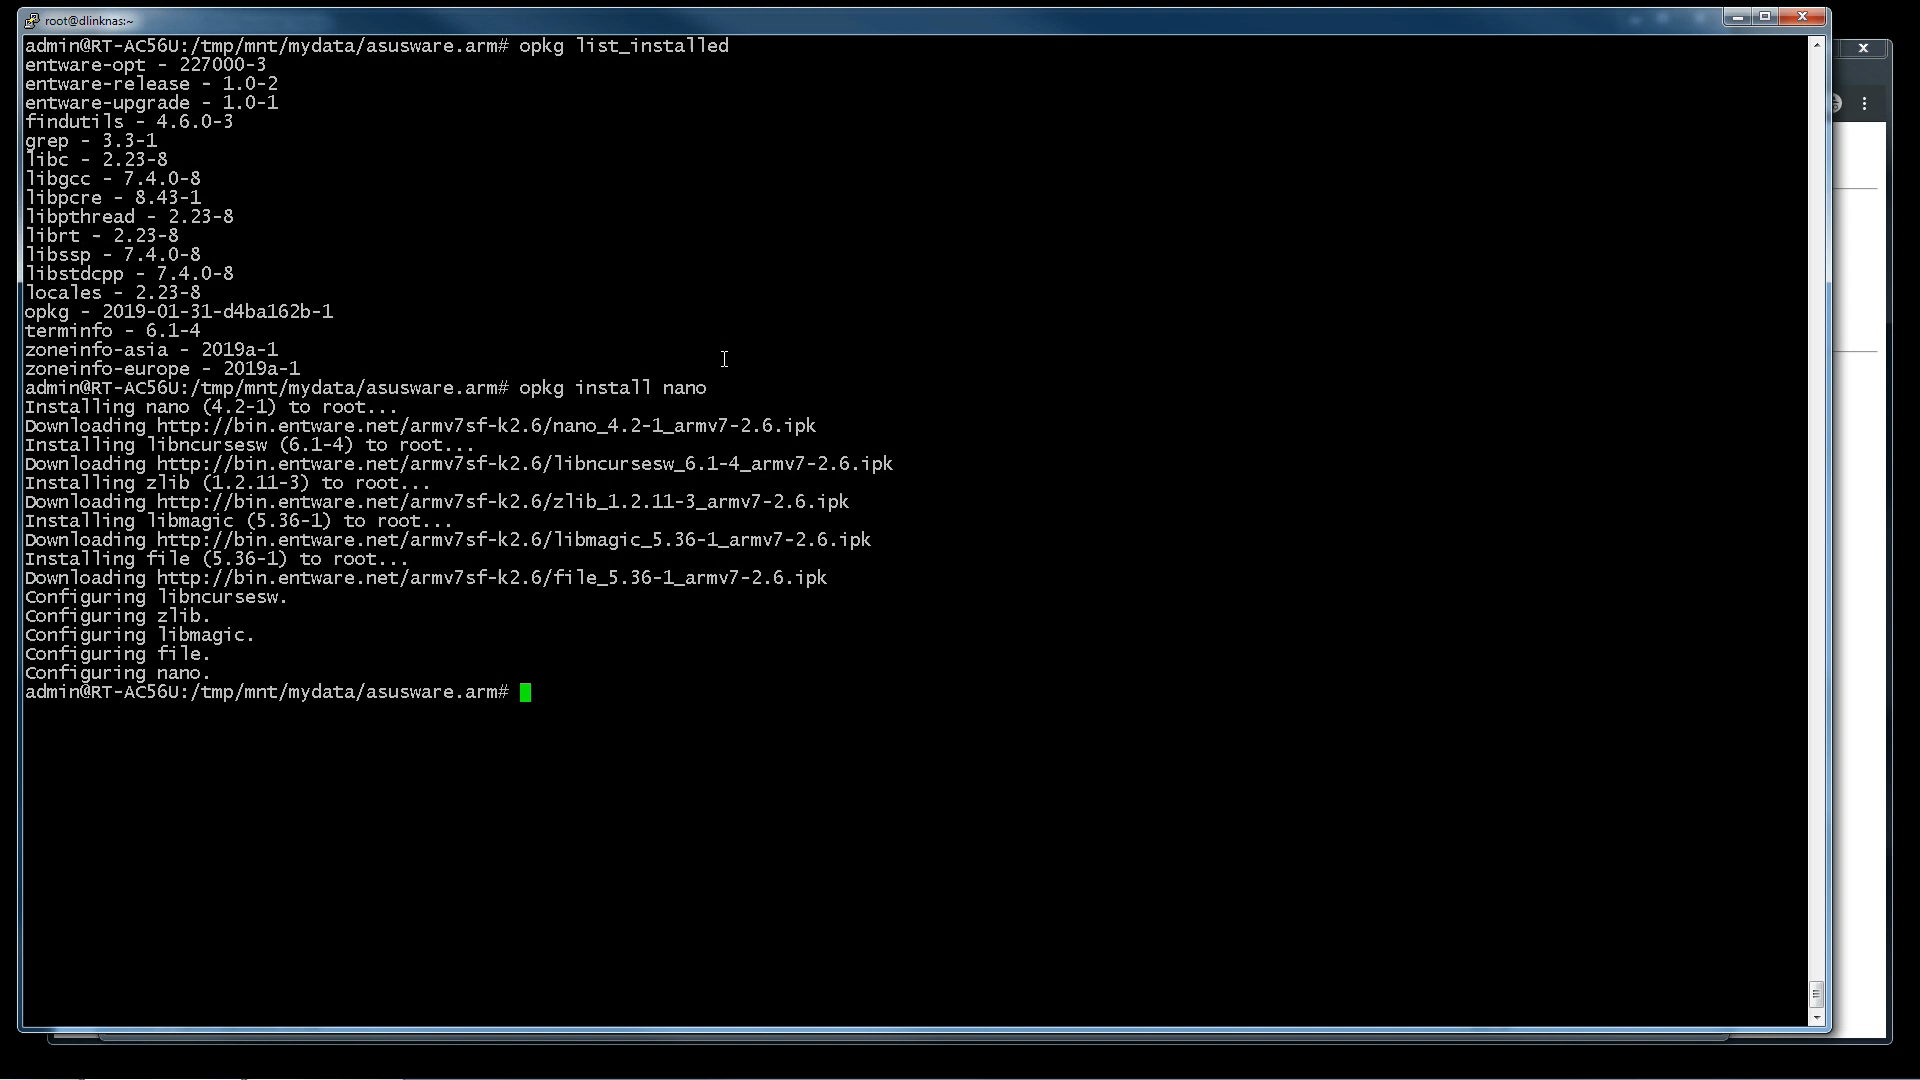 root@dlinknas:~
admin@RT-AC56U:/tmp/mnt/mydata/asusware.arm# opkg list_installed
entware-opt - 227000-3
entware-release - 1.0-2
entware-upgrade - 1.0-1
findutils - 4.6.0-3
grep - 3.3-1
libc - 2.23-8
libgcc - 7.4.0-8
libpcre - 8.43-1
libpthread - 2.23-8
librt - 2.23-8
libssp - 7.4.0-8
libstdcpp - 7.4.0-8
locales - 2.23-8
opkg - 2019-01-31-d4ba162b-1
terminfo - 6.1-4
zoneinfo-asia - 2019a-1
zoneinfo-europe - 2019a-1
admin@RT-AC56U:/tmp/mnt/mydata/asusware.arm# opkg install nano
Installing nano (4.2-1) to root...
Downloading http://bin.entware.net/armv7sf-k2.6/nano_4.2-1_armv7-2.6.ipk
Installing libncursesw (6.1-4) to root...
Downloading http://bin.entware.net/armv7sf-k2.6/libncursesw_6.1-4_armv7-2.6.ipk
Installing zlib (1.2.11-3) to root...
Downloading http://bin.entware.net/armv7sf-k2.6/zlib_1.2.11-3_armv7-2.6.ipk
Installing libmagic (5.36-1) to root...
Downloading http://bin.entware.net/armv7sf-k2.6/libmagic_5.36-1_armv7-2.6.ipk
Installing file (5.36-1) to root...
Downloading http://bin.entware.net/armv7sf-k2.6/file_5.36-1_armv7-2.6.ipk
Configuring libncursesw.
Configuring zlib.
Configuring libmagic.
Configuring file.
Configuring nano.
admin@RT-AC56U:/tmp/mnt/mydata/asusware.arm#